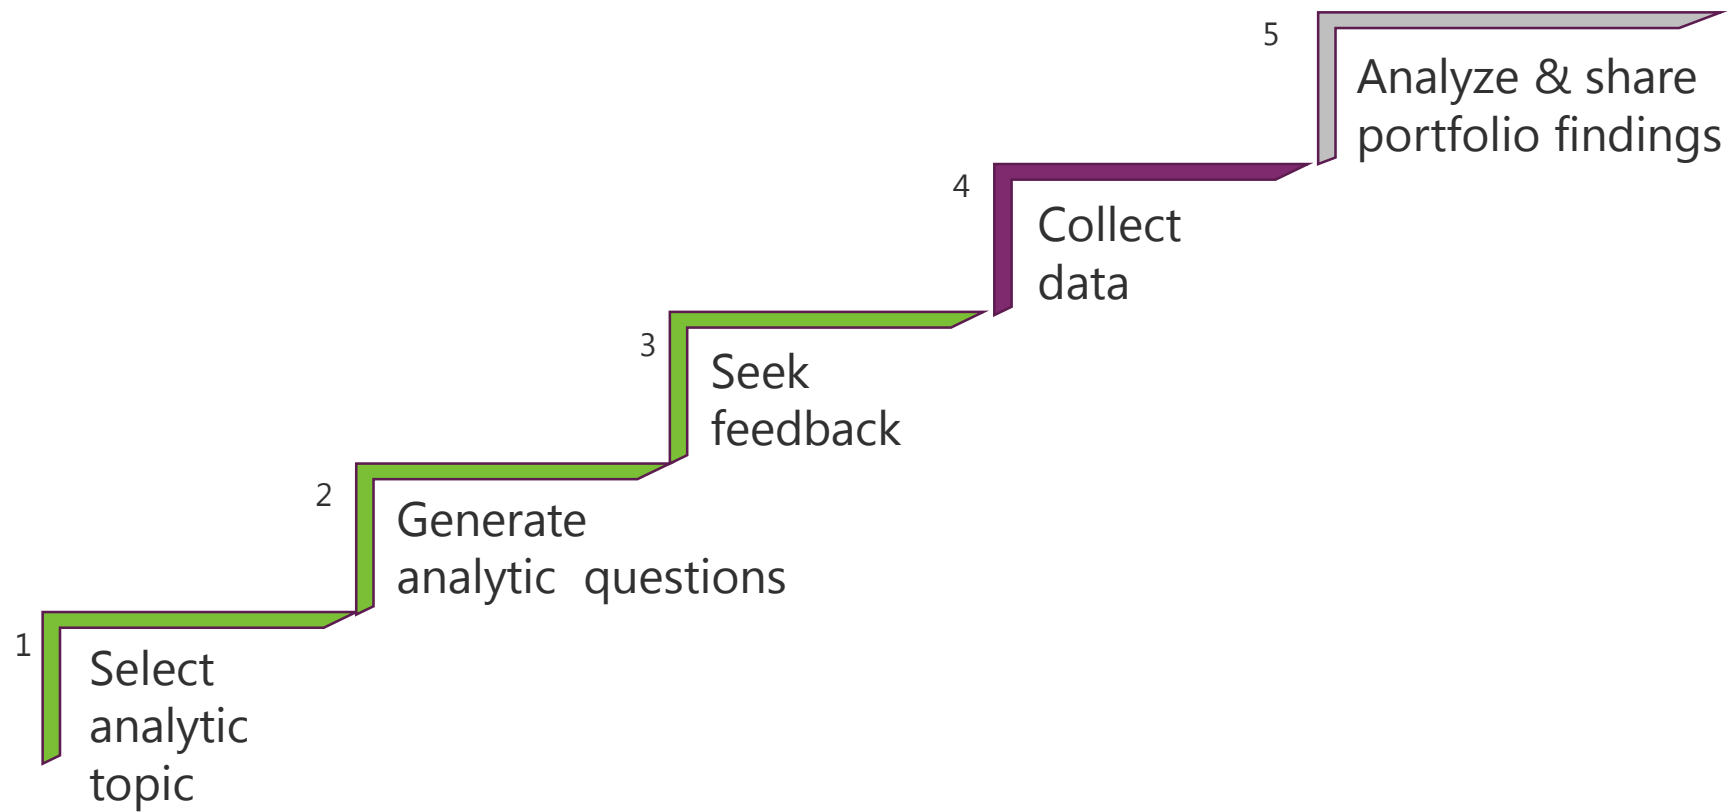 1
Select
analytic
topic
2
Generate
analytic  questions
3
Seek
feedback
4
Collect
data
5
Analyze & share
portfolio findings